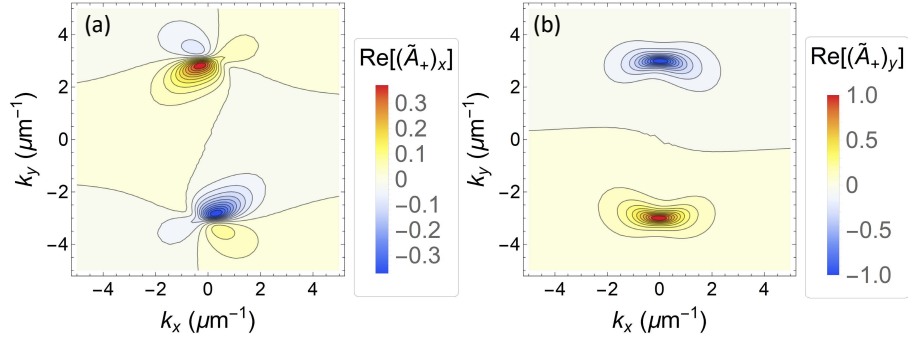 (a)
Re[(Ã₊)ₓ]
4
2
0
−2
−4
k_y (μm⁻¹)
−4 −2 0 2 4
k_x (μm⁻¹)
0.3
0.2
0.1
0
−0.1
−0.2
−0.3
(b)
Re[(Ã₊)_y]
4
2
0
−2
−4
k_y (μm⁻¹)
−4 −2 0 2 4
k_x (μm⁻¹)
1.0
0.5
0
−0.5
−1.0